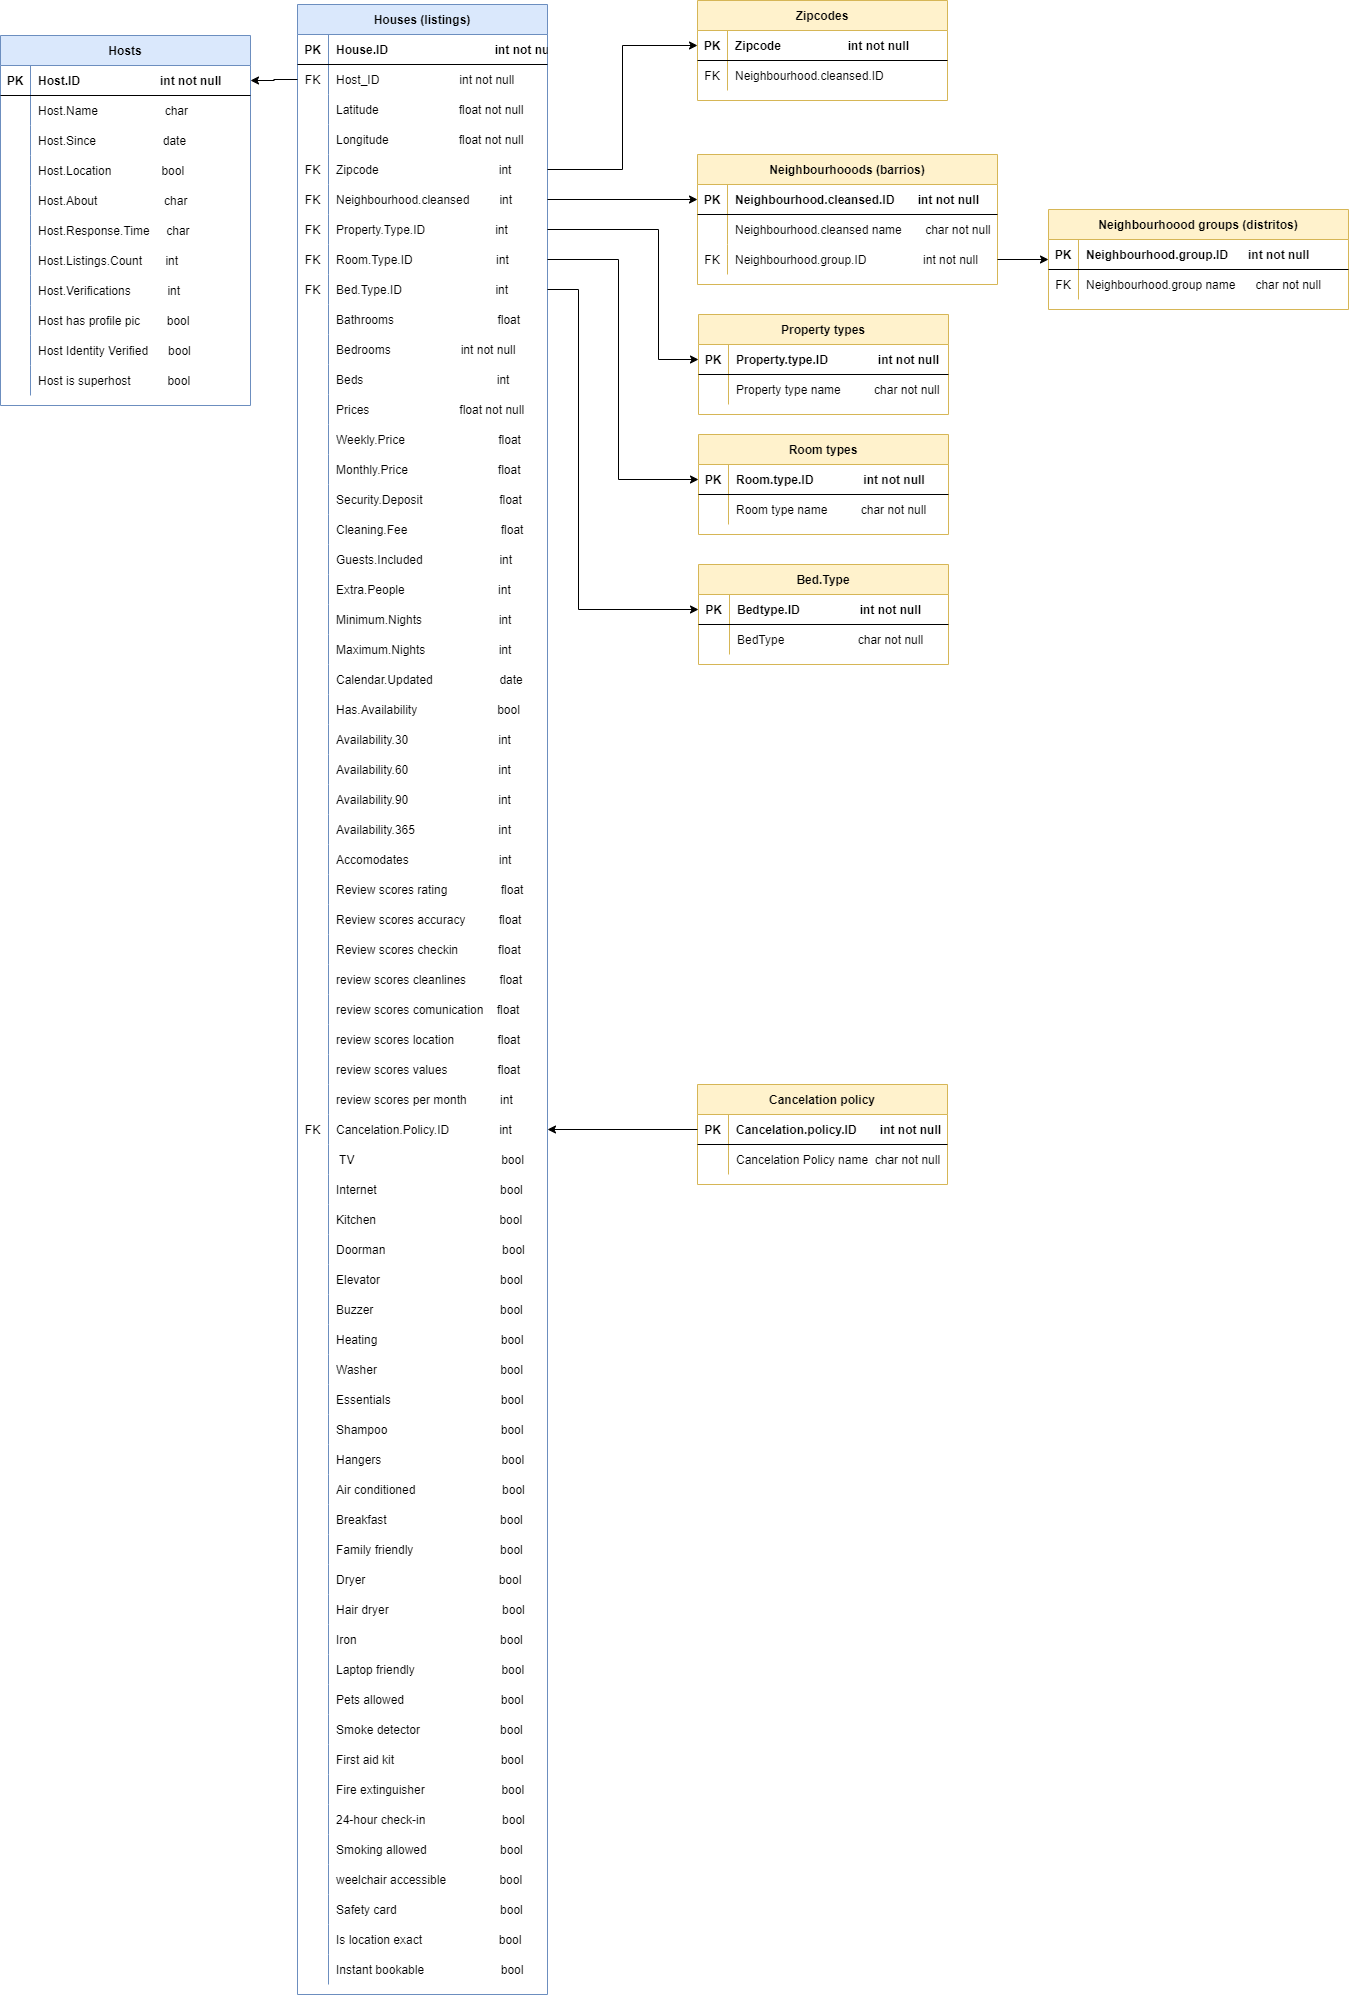 Hosts
PK Host.ID int not null
Host.Name char
Host.Since date
Host.Location bool
Host.About char
Host.Response.Time char
Host.Listings.Count int
Host.Verifications int
Host has profile pic bool
Host Identity Verified bool
Host is superhost bool
Houses (listings)
PK House.ID int not nu
FK Host_ID int not null
Latitude float not null
Longitude float not null
FK Zipcode int
FK Neighbourhood.cleansed int
FK Property.Type.ID int
FK Room.Type.ID int
FK Bed.Type.ID int
Bathrooms float
Bedrooms int not null
Beds int
Prices float not null
Weekly.Price float
Monthly.Price float
Security.Deposit float
Cleaning.Fee float
Guests.Included int
Extra.People int
Minimum.Nights int
Maximum.Nights int
Calendar.Updated date
Has.Availability bool
Availability.30 int
Availability.60 int
Availability.90 int
Availability.365 int
Accomodates int
Review scores rating float
Review scores accuracy float
Review scores checkin float
review scores cleanlines float
review scores comunication float
review scores location float
review scores values float
review scores per month int
FK Cancelation.Policy.ID int
TV bool
Internet bool
Kitchen bool
Doorman bool
Elevator bool
Buzzer bool
Heating bool
Washer bool
Essentials bool
Shampoo bool
Hangers bool
Air conditioned bool
Breakfast bool
Family friendly bool
Dryer bool
Hair dryer bool
Iron bool
Laptop friendly bool
Pets allowed bool
Smoke detector bool
First aid kit bool
Fire extinguisher bool
24-hour check-in bool
Smoking allowed bool
weelchair accessible bool
Safety card bool
Is location exact bool
Instant bookable bool
Zipcodes
PK Zipcode int not null
FK Neighbourhood.cleansed.ID
Neighbourhooods (barrios)
PK Neighbourhood.cleansed.ID int not null
Neighbourhood.cleansed name char not null
FK Neighbourhood.group.ID int not null
Neighbourhoood groups (distritos)
PK Neighbourhood.group.ID int not null
FK Neighbourhood.group name char not null
Property types
PK Property.type.ID int not null
Property type name char not null
Room types
PK Room.type.ID int not null
Room type name char not null
Bed.Type
PK Bedtype.ID int not null
BedType char not null
Cancelation policy
PK Cancelation.policy.ID int not null
Cancelation Policy name char not null